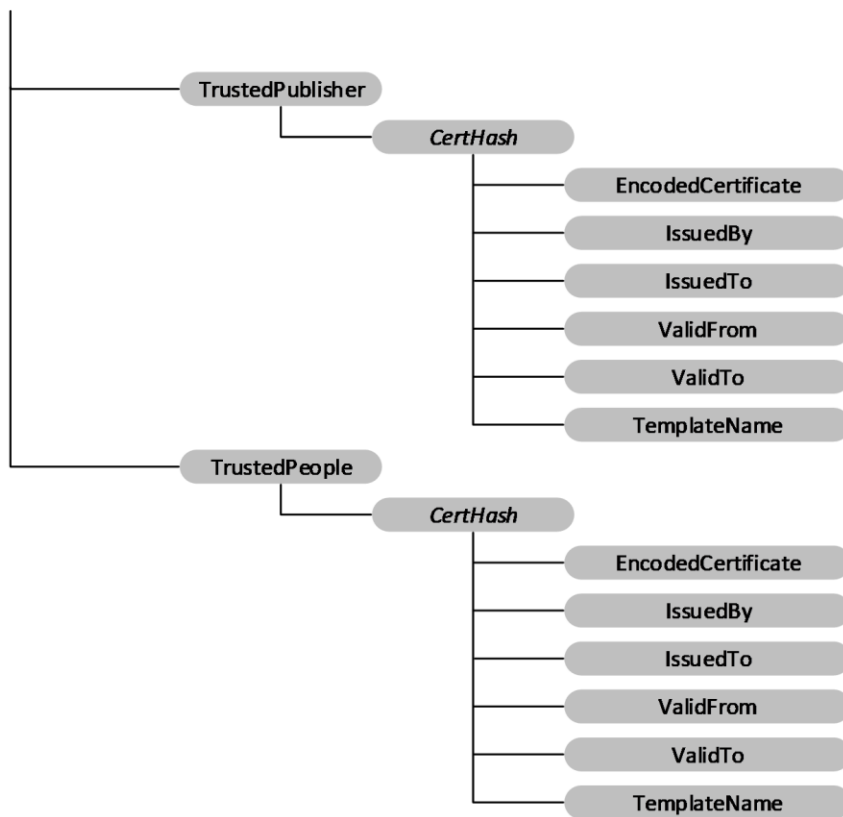 TrustedPublisher
CertHash
EncodedCertificate
IssuedBy
IssuedTo
ValidFrom
ValidTo
TemplateName
TrustedPeople
CertHash
EncodedCertificate
IssuedBy
IssuedTo
ValidFrom
ValidTo
TemplateName